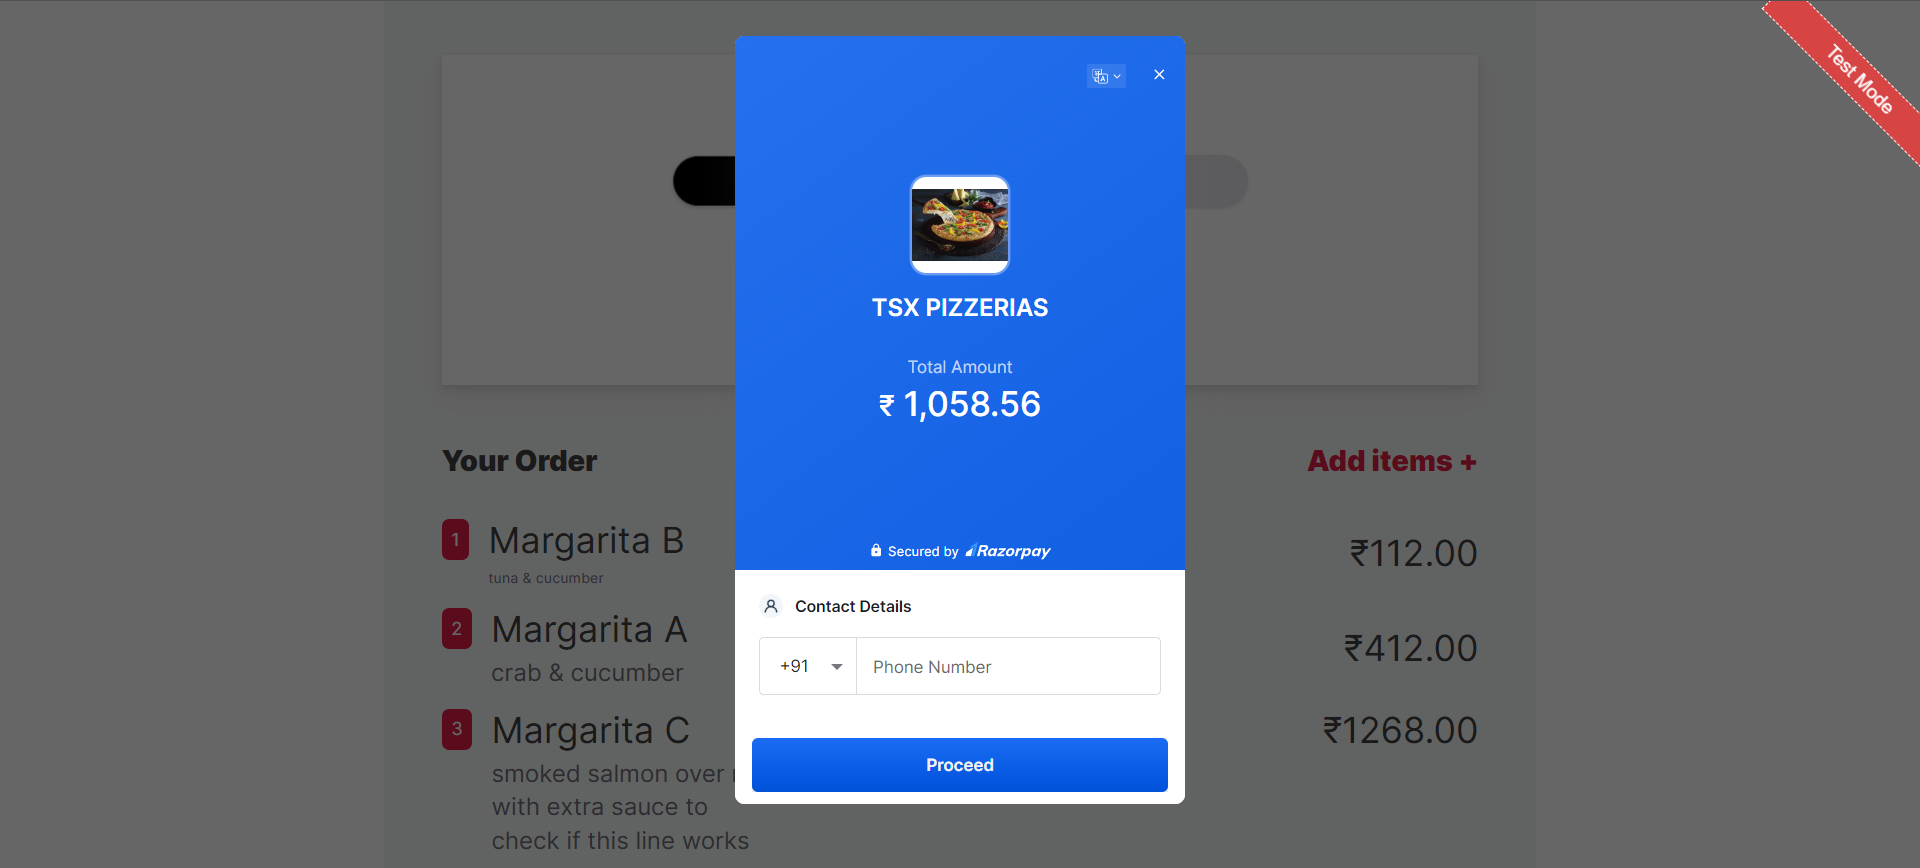 Test Mode
TSX PIZZERIAS
Total Amount
₹ 1,058.56
Secured by Razorpay
Contact Details
+91 Phone Number
Proceed
Your Order Add items +
1 Margarita B ₹112.00
tuna & cucumber
2 Margarita A ₹412.00
crab & cucumber
3 Margarita C ₹1268.00
smoked salmon over
with extra sauce to
check if this line works